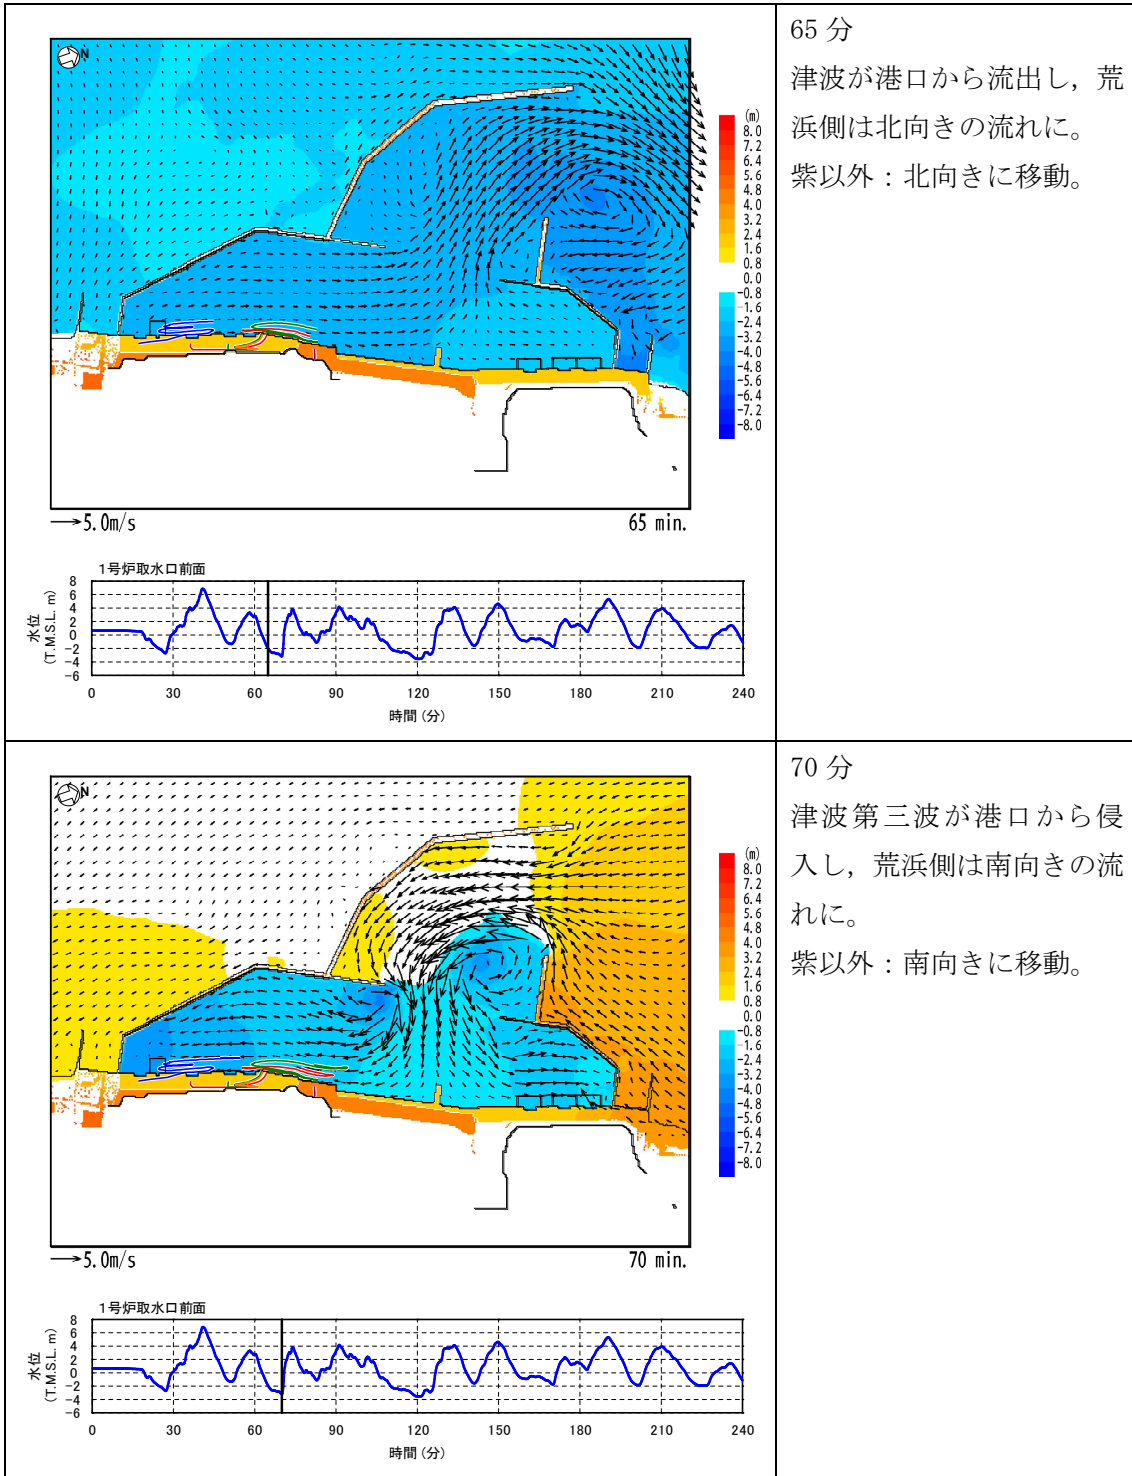 65 分
津波が港口から流出し，荒
浜側は北向きの流れに。
紫以外：北向きに移動。
N
(m)
8.0
7.2
6.4
5.6
4.8
4.0
3.2
2.4
1.6
0.8
0.0
-0.8
-1.6
-2.4
-3.2
-4.0
-4.8
-5.6
-6.4
-7.2
-8.0
5.0m/s
65 min.
1号炉取水口前面
水位
(T.M.S.L. m)
8
6
4
2
0
-2
-4
-6
0 30 60 90 120 150 180 210 240
時間(分)
70 分
津波第三波が港口から侵
入し，荒浜側は南向きの流
れに。
紫以外：南向きに移動。
N
(m)
8.0
7.2
6.4
5.6
4.8
4.0
3.2
2.4
1.6
0.8
0.0
-0.8
-1.6
-2.4
-3.2
-4.0
-4.8
-5.6
-6.4
-7.2
-8.0
5.0m/s
70 min.
1号炉取水口前面
水位
(T.M.S.L. m)
8
6
4
2
0
-2
-4
-6
0 30 60 90 120 150 180 210 240
時間(分)